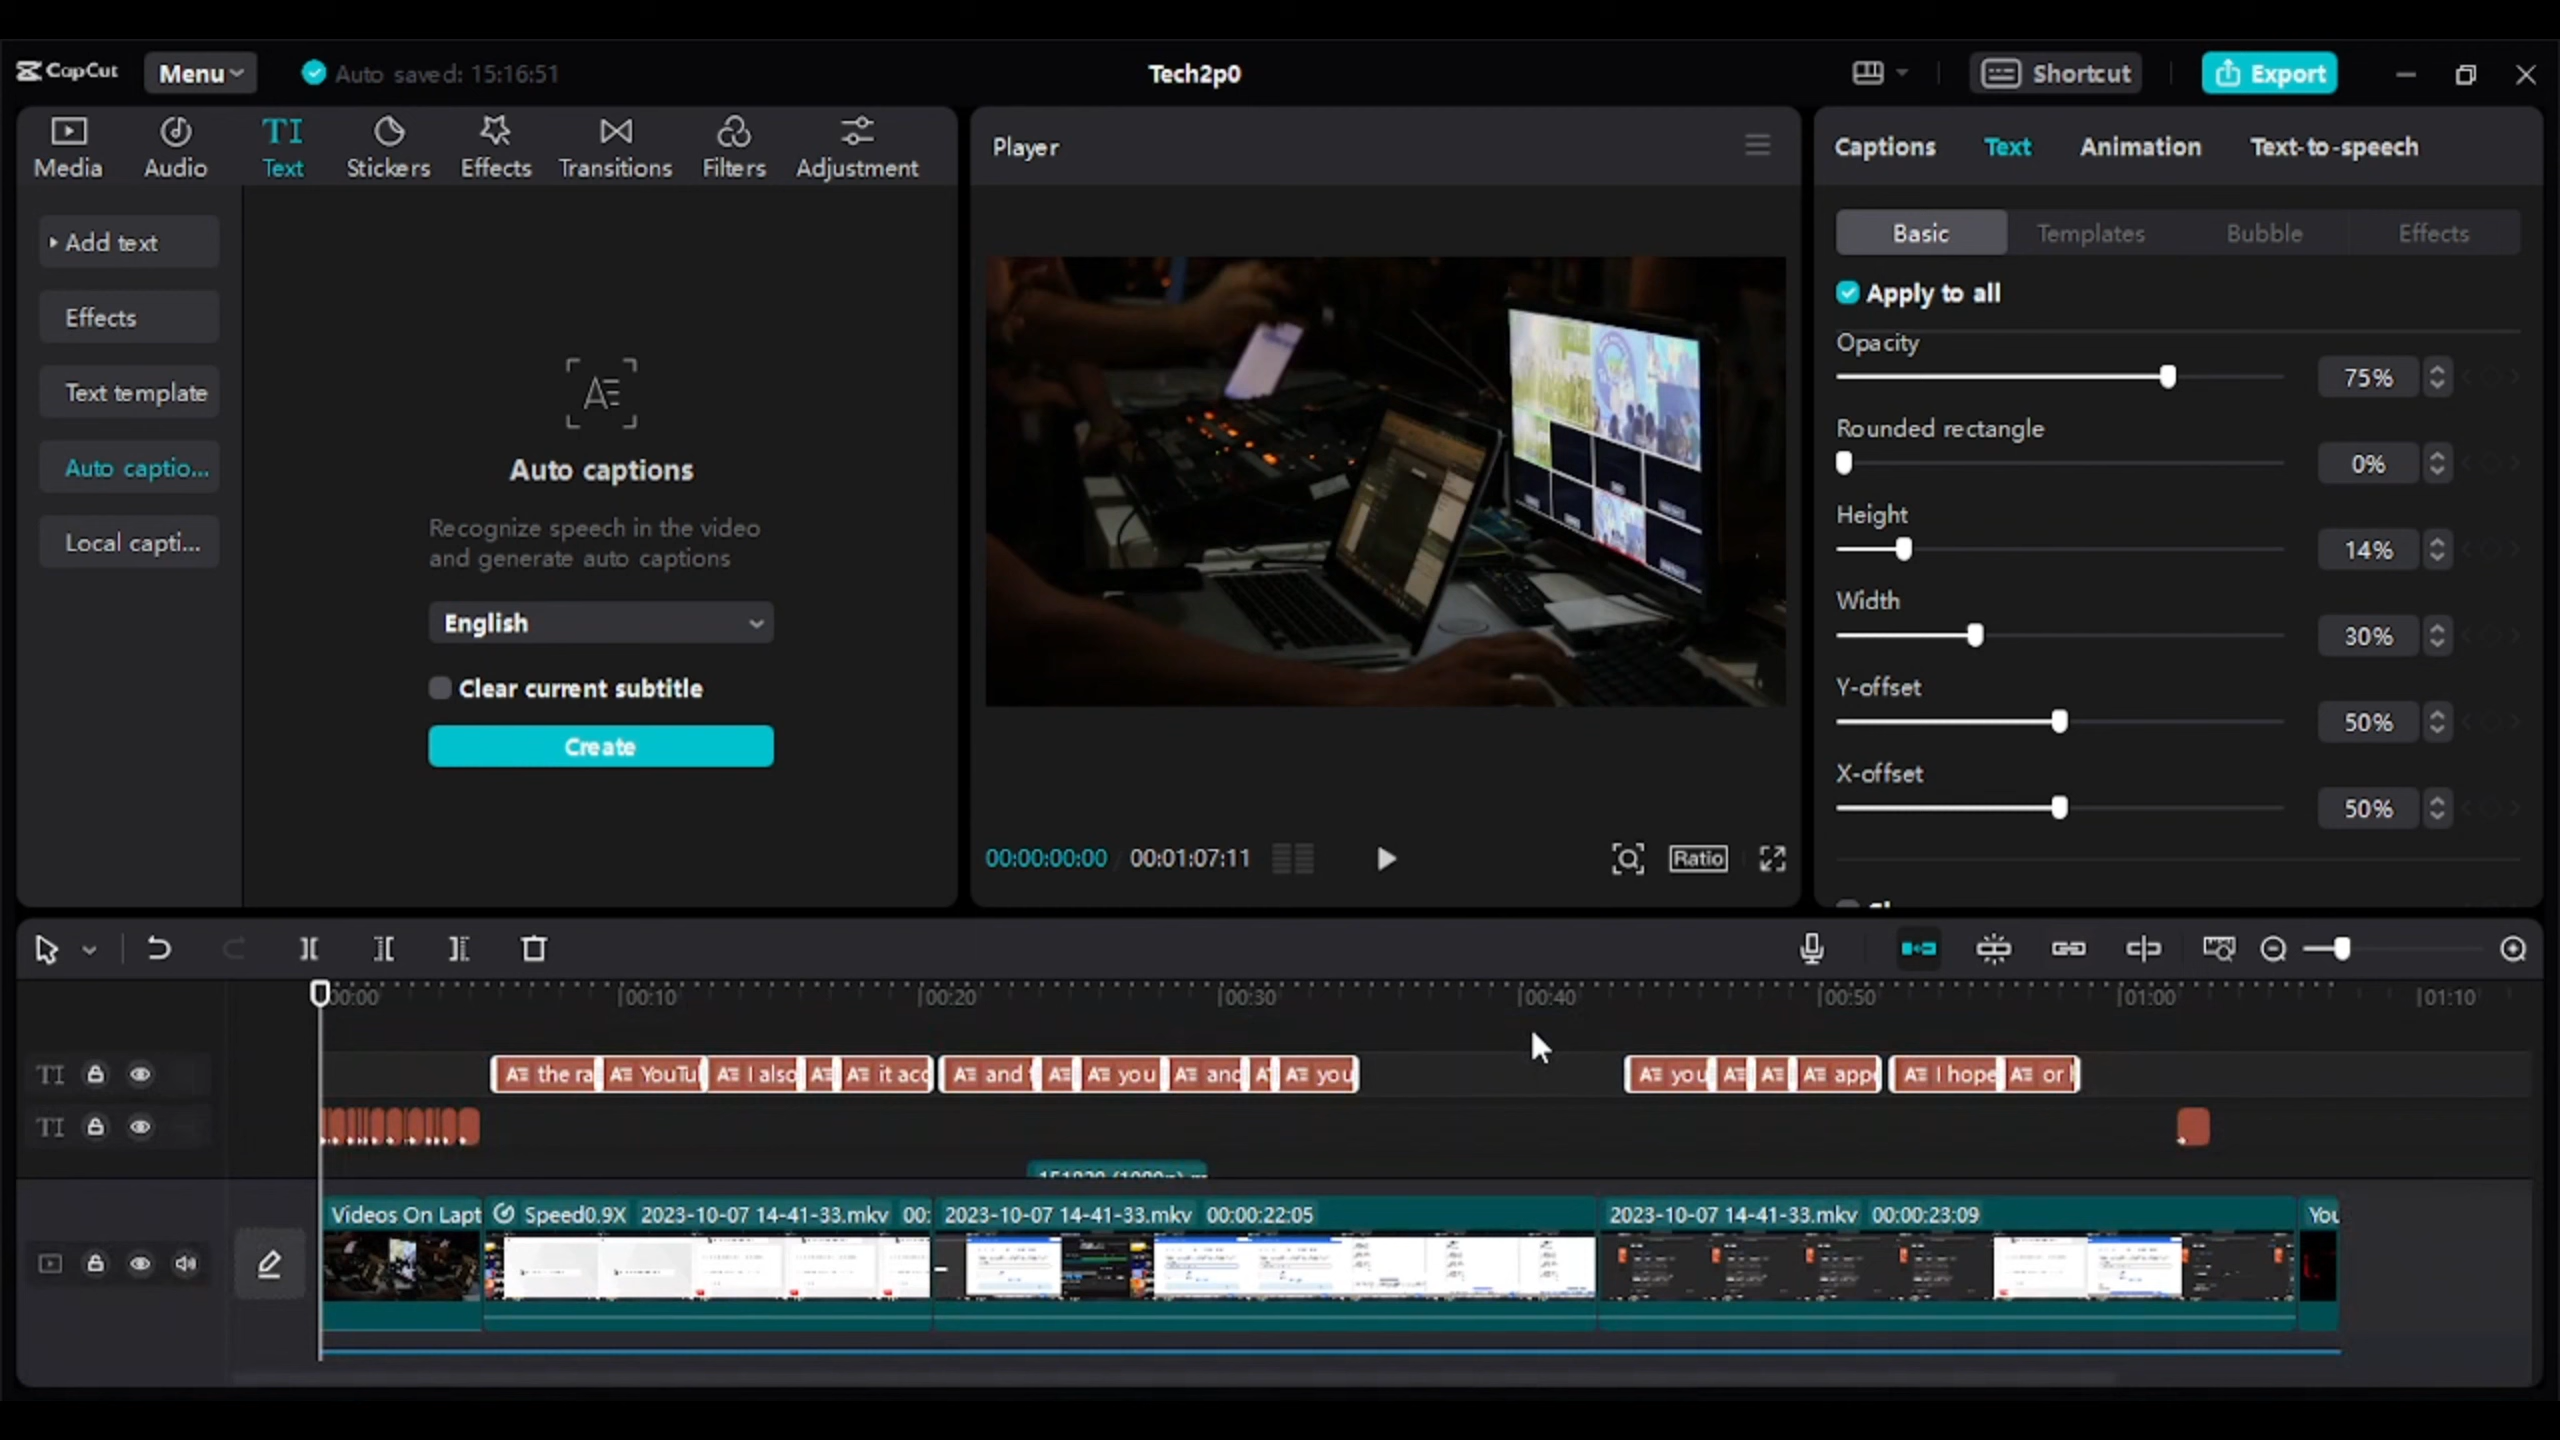 CapCut
Menu
Auto saved: 15:16:51
Tech2p0
Shortcut
Export
Media
Audio
TI
Text
Stickers
Effects
Transitions
Filters
Adjustment
Add text
Effects
Text template
Auto captio...
Local capti...
Auto captions
Recognize speech in the video
and generate auto captions
English
Clear current subtitle
Create
Player
00:00:00:00
00:01:07:11
Ratio
Captions
Text
Animation
Text-to-speech
Basic
Templates
Bubble
Effects
Apply to all
Opacity
75%
Rounded rectangle
0%
Height
14%
Width
30%
Y-offset
50%
X-offset
50%
00:00
00:10
00:20
00:30
00:40
00:50
01:00
01:10
TI
the ra
YouTu
I also
it acc
and
you
and
you
you
app
I hope
or
TI
Videos On Lapt
Speed0.9X
2023-10-07 14-41-33.mkv
00:
2023-10-07 14-41-33.mkv
00:00:22:05
2023-10-07 14-41-33.mkv
00:00:23:09
You